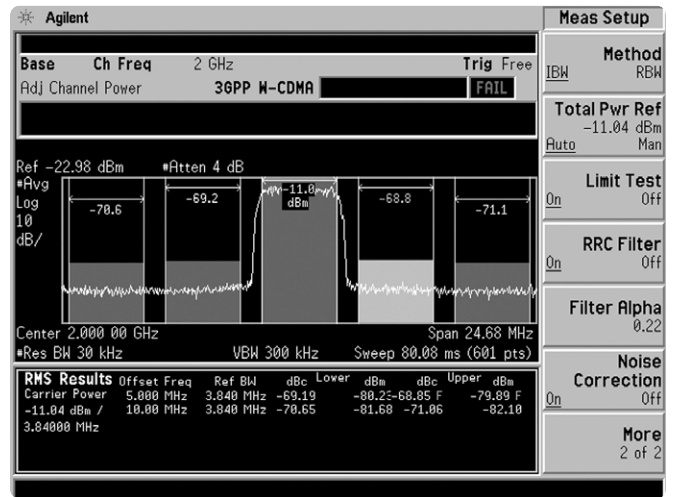 Agilent
Meas Setup
Base Ch Freq 2 GHz Trig Free
Adj Channel Power 3GPP W-CDMA FAIL
Ref -22.98 dBm #Atten 4 dB
#Avg
Log
10
dB/
-70.6
-69.2
-11.0
dBm
-68.8
-71.1
Center 2.000 00 GHz Span 24.68 MHz
#Res BW 30 kHz VBW 300 kHz Sweep 80.08 ms (601 pts)
RMS Results Offset Freq Ref BW dBc Lower dBm dBc Upper dBm
Carrier Power 5.000 MHz 3.840 MHz -69.19 -80.23 -68.85 F -79.89 F
-11.04 dBm / 10.00 MHz 3.840 MHz -70.65 -81.68 -71.06 -82.10
3.84000 MHz
Method
IBW RBW
Total Pwr Ref
-11.04 dBm
Auto Man
Limit Test
On Off
RRC Filter
On Off
Filter Alpha
0.22
Noise
Correction
On Off
More
2 of 2